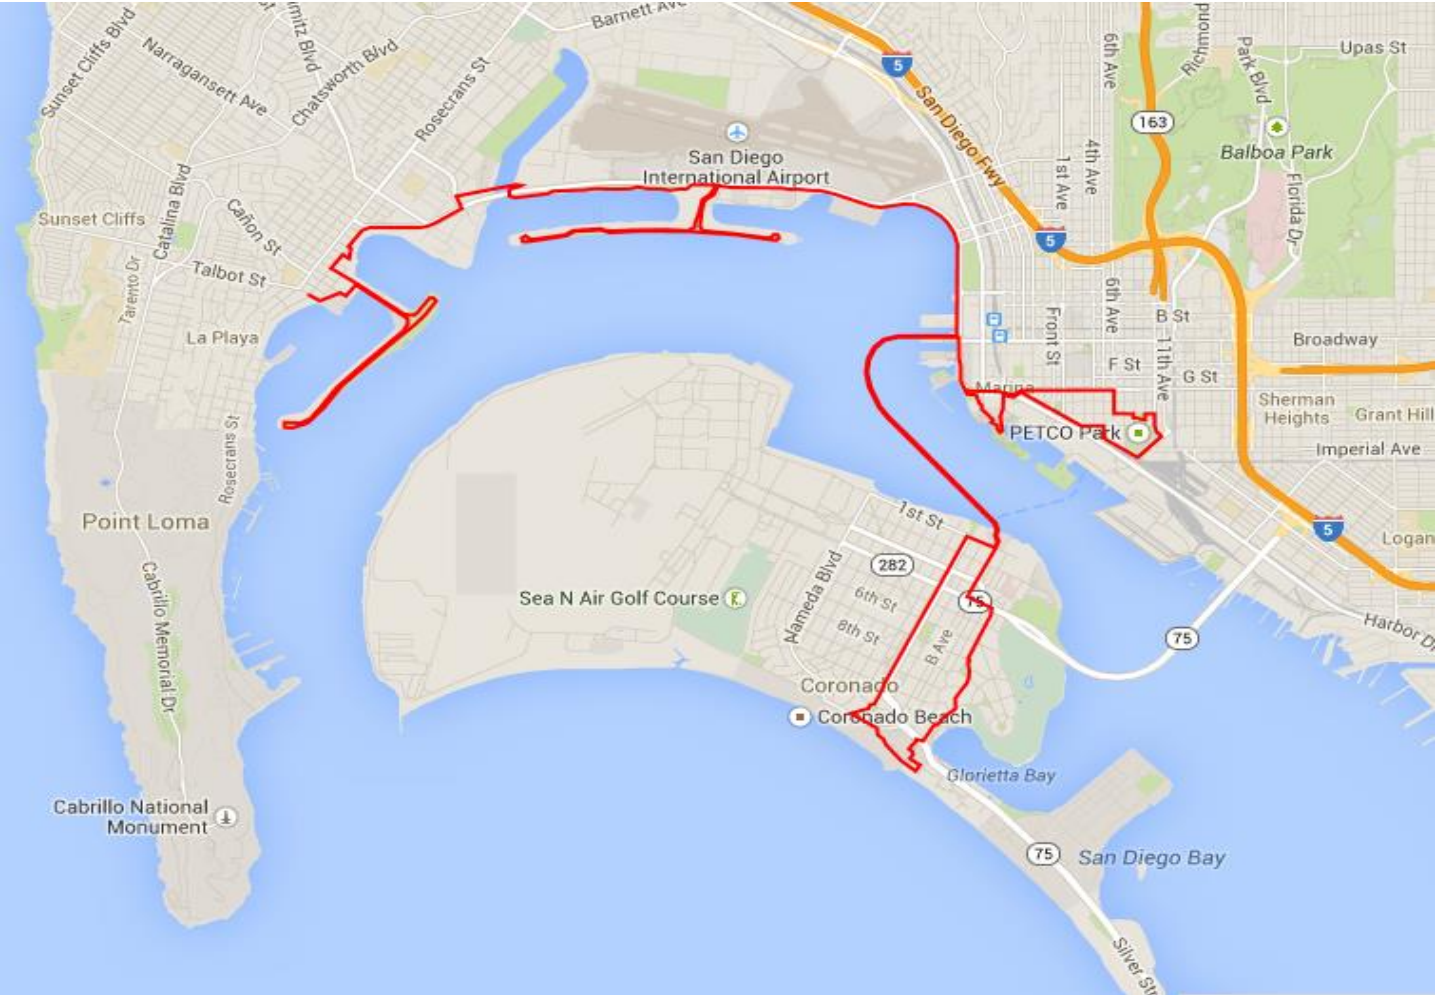 Sunset Cliffs Blvd
Narragansett Ave
Chatsworth Blvd
Rosecrans St
Barnett Ave
5
San Diego Fwy
6th Ave
Park Blvd
Upas St
163
Balboa Park
San Diego
International Airport
1st Ave
4th Ave
Florida Dr
Sunset Cliffs
Catalina Blvd
Cañon St
Talbot St
Tarento Dr
La Playa
5
6th Ave
Front St
B St
11th Ave
Broadway
F St
G St
Marina
Sherman
Heights
Grant Hill
PETCO Park
Imperial Ave
Rosecrans St
Point Loma
1st St
5
Logan
282
Alameda Blvd
6th St
Sea N Air Golf Course
75
8th St
B Ave
75
Harbor D
Cabrillo Memorial Dr
Coronado
Coronado Beach
Glorietta Bay
Cabrillo National
Monument
75
San Diego Bay
Silver Str